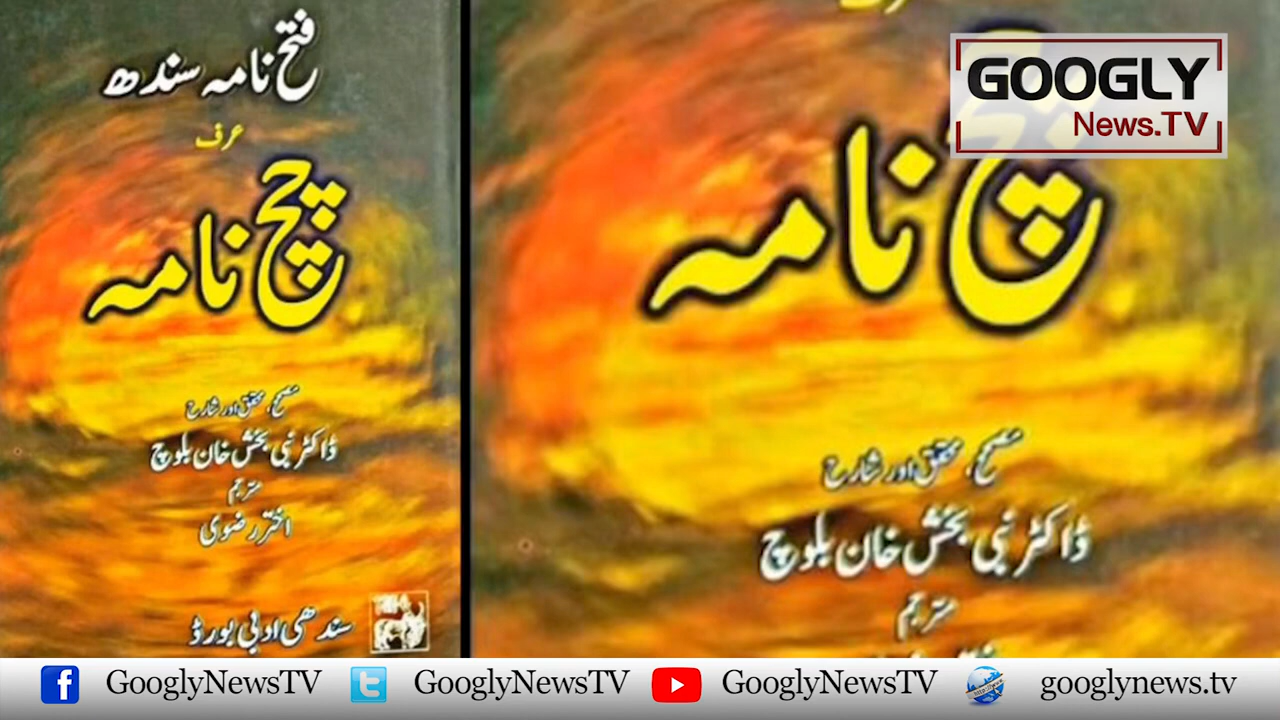 فتح نامہ سندھ
عرف
چچ نامہ
مصحح، محقق اور شارح
ڈاکٹر نبی بخش خان بلوچ
مترجم
اختر رضوی
سندھی ادبی بورڈ
عرف
چچ نامہ
مصحح، محقق اور شارح
ڈاکٹر نبی بخش خان بلوچ
مترجم
GOOGLY
News.TV
GooglyNewsTV
GooglyNewsTV
GooglyNewsTV
googlynews.tv